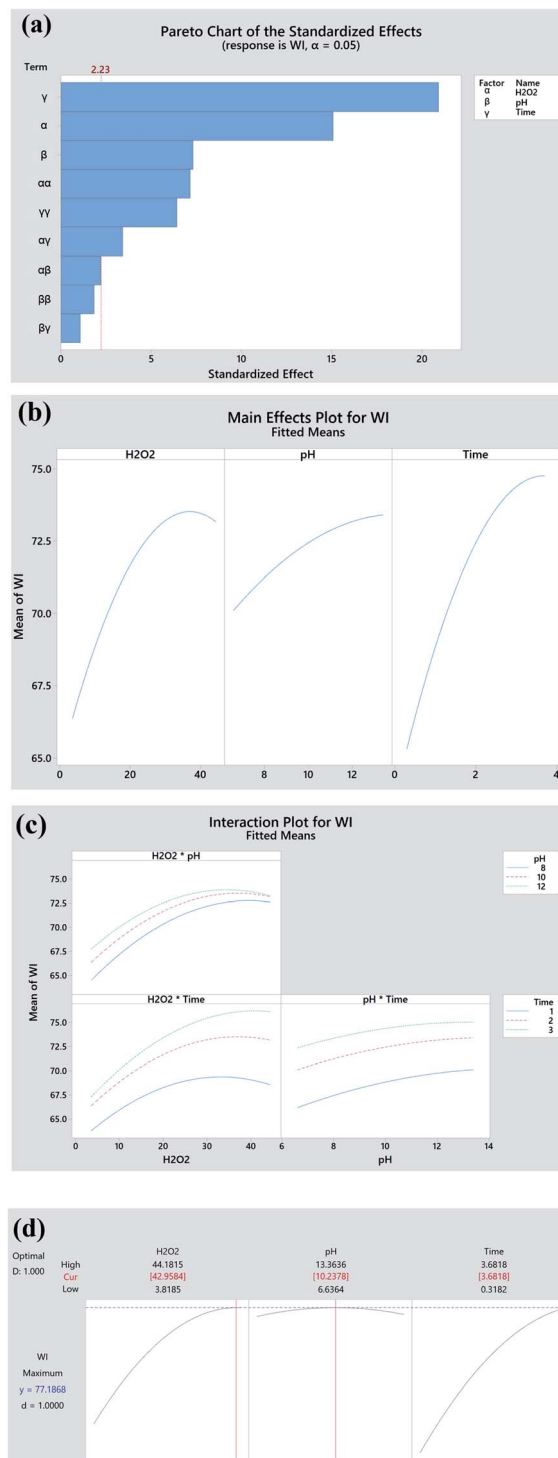 (a)
Pareto Chart of the Standardized Effects
(response is WI, α = 0.05)
Term
2.23
γ
α
β
αα
γγ
αγ
αβ
ββ
βγ
0 5 10 15 20
Standardized Effect
Factor Name
α H2O2
β pH
γ Time
(b)
Main Effects Plot for WI
Fitted Means
H2O2 pH Time
Mean of WI
75.0
72.5
70.0
67.5
65.0
0 20 40 8 10 12 0 2 4
(c)
Interaction Plot for WI
Fitted Means
H2O2 * pH
pH
8
10
12
75.0
72.5
70.0
67.5
65.0
Mean of WI
H2O2 * Time pH * Time
Time
1
2
3
75.0
72.5
70.0
67.5
65.0
0 10 20 30 40 6 8 10 12 14
H2O2 pH
(d)
Optimal
D: 1.000
H2O2 pH Time
High 44.1815 13.3636 3.6818
Cur [42.9584] [10.2378] [3.6818]
Low 3.8185 6.6364 0.3182
WI
Maximum
y = 77.1868
d = 1.0000